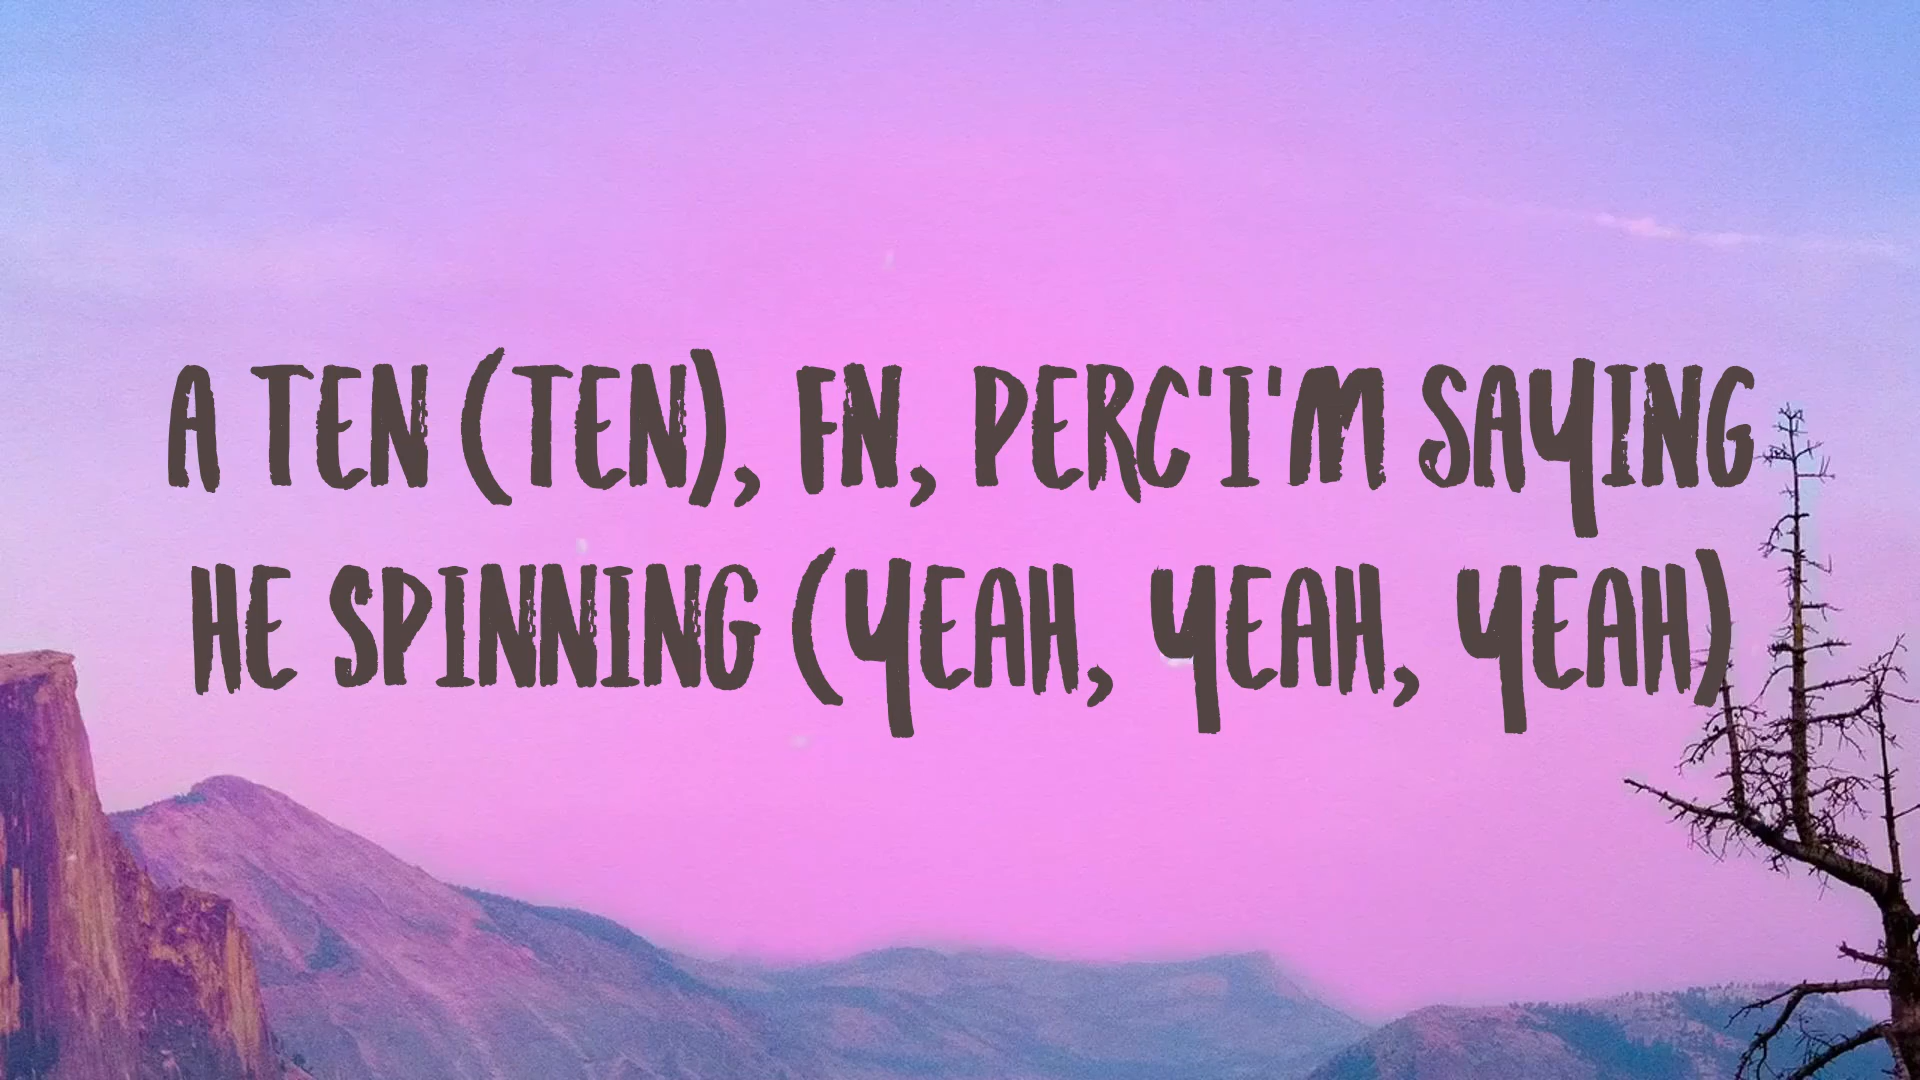 A TEN (TEN), FN, PERC'I'M SAYING
HE SPINNING (YEAH, YEAH, YEAH)